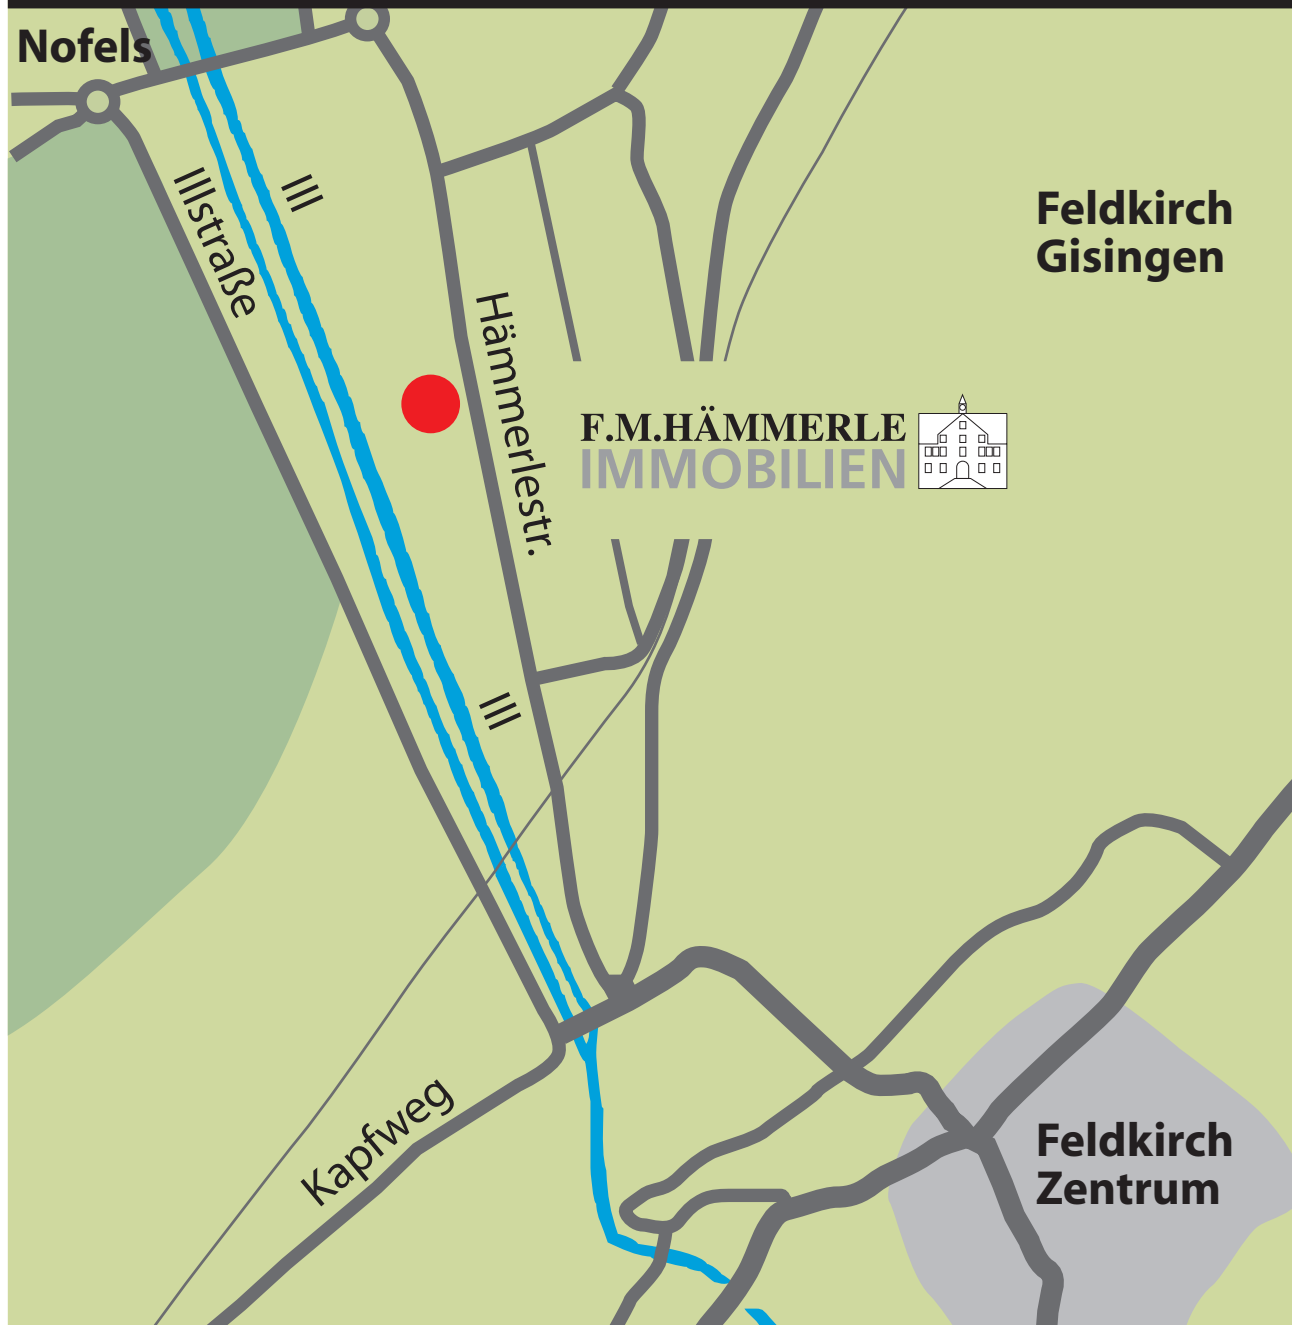 Nofels
Ill
Illstraße
Feldkirch
Gisingen
Hämmerlestr.
F.M.HÄMMERLE
IMMOBILIEN
Ill
Kapfweg
Feldkirch
Zentrum